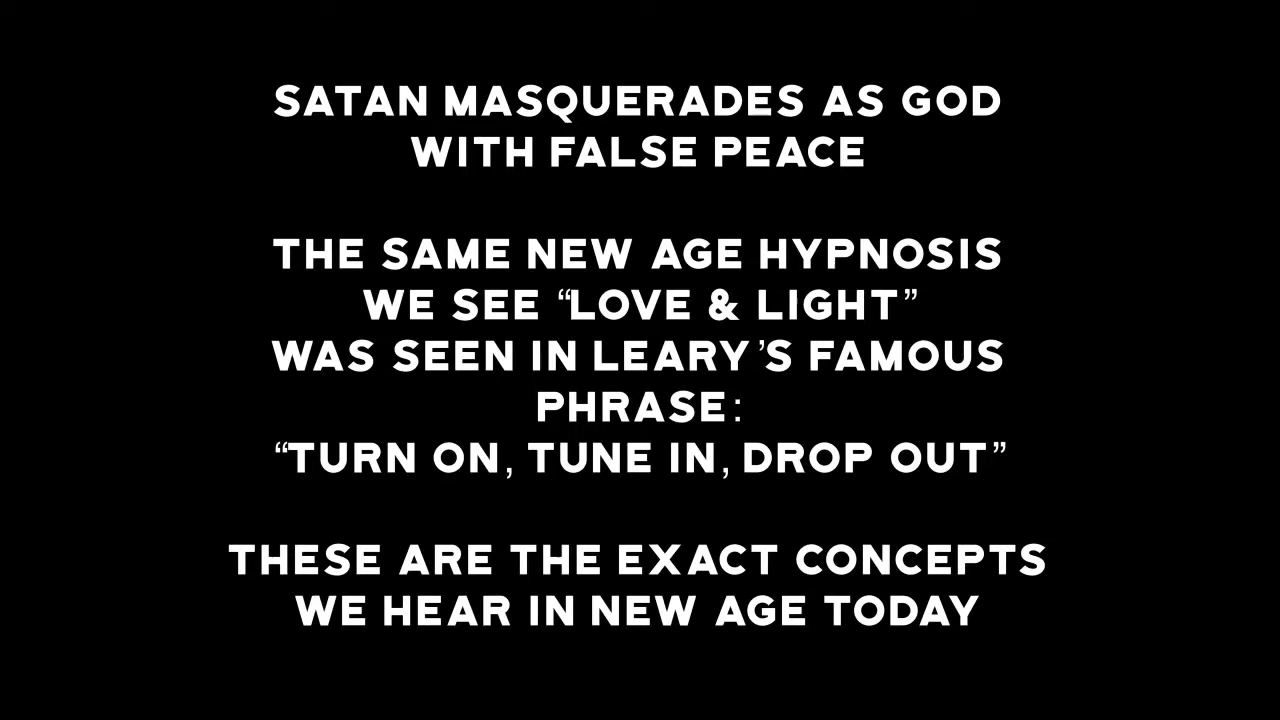 SATAN MASQUERADES AS GOD
WITH FALSE PEACE
THE SAME NEW AGE HYPNOSIS
WE SEE “LOVE & LIGHT”
WAS SEEN IN LEARY’S FAMOUS
PHRASE:
“TURN ON, TUNE IN, DROP OUT”
THESE ARE THE EXACT CONCEPTS
WE HEAR IN NEW AGE TODAY